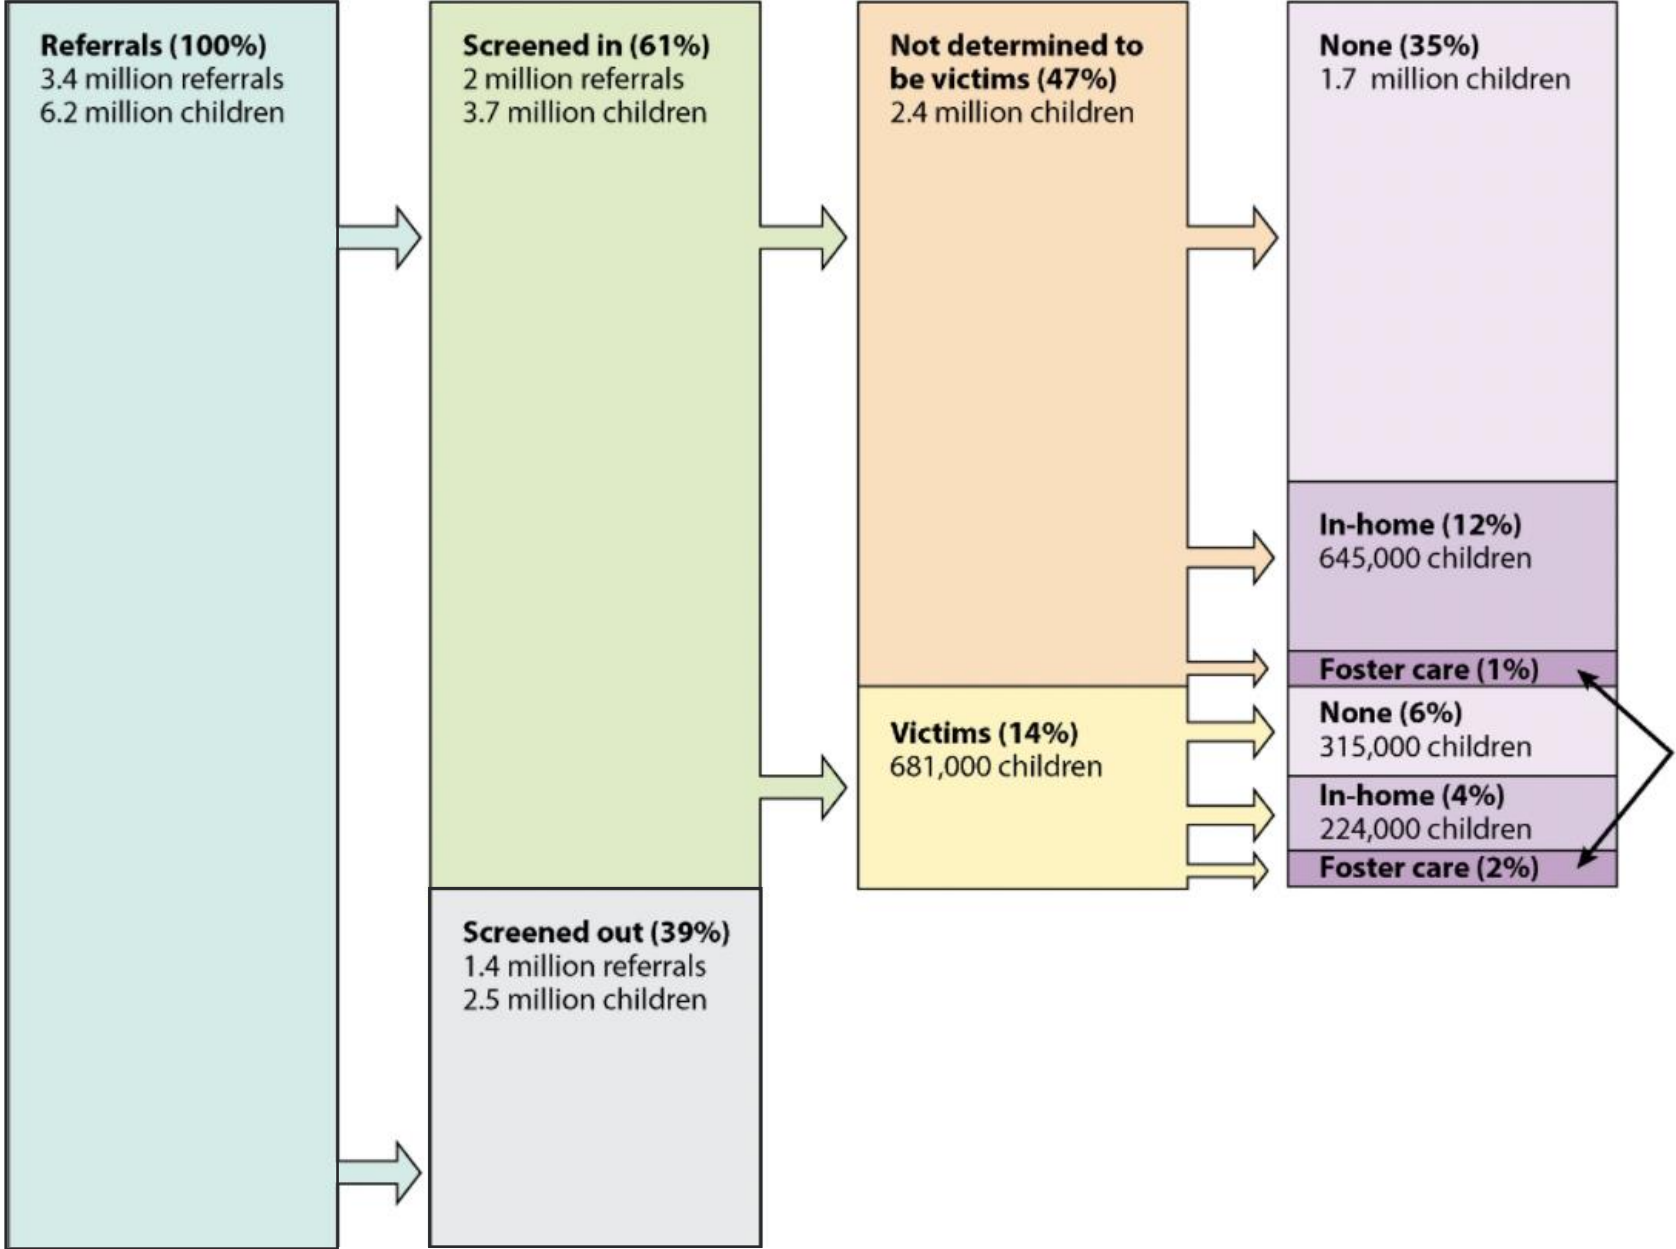 Referrals (100%)
3.4 million referrals
6.2 million children
Screened in (61%)
2 million referrals
3.7 million children
Screened out (39%)
1.4 million referrals
2.5 million children
Not determined to
be victims (47%)
2.4 million children
Victims (14%)
681,000 children
None (35%)
1.7 million children
In-home (12%)
645,000 children
Foster care (1%)
None (6%)
315,000 children
In-home (4%)
224,000 children
Foster care (2%)